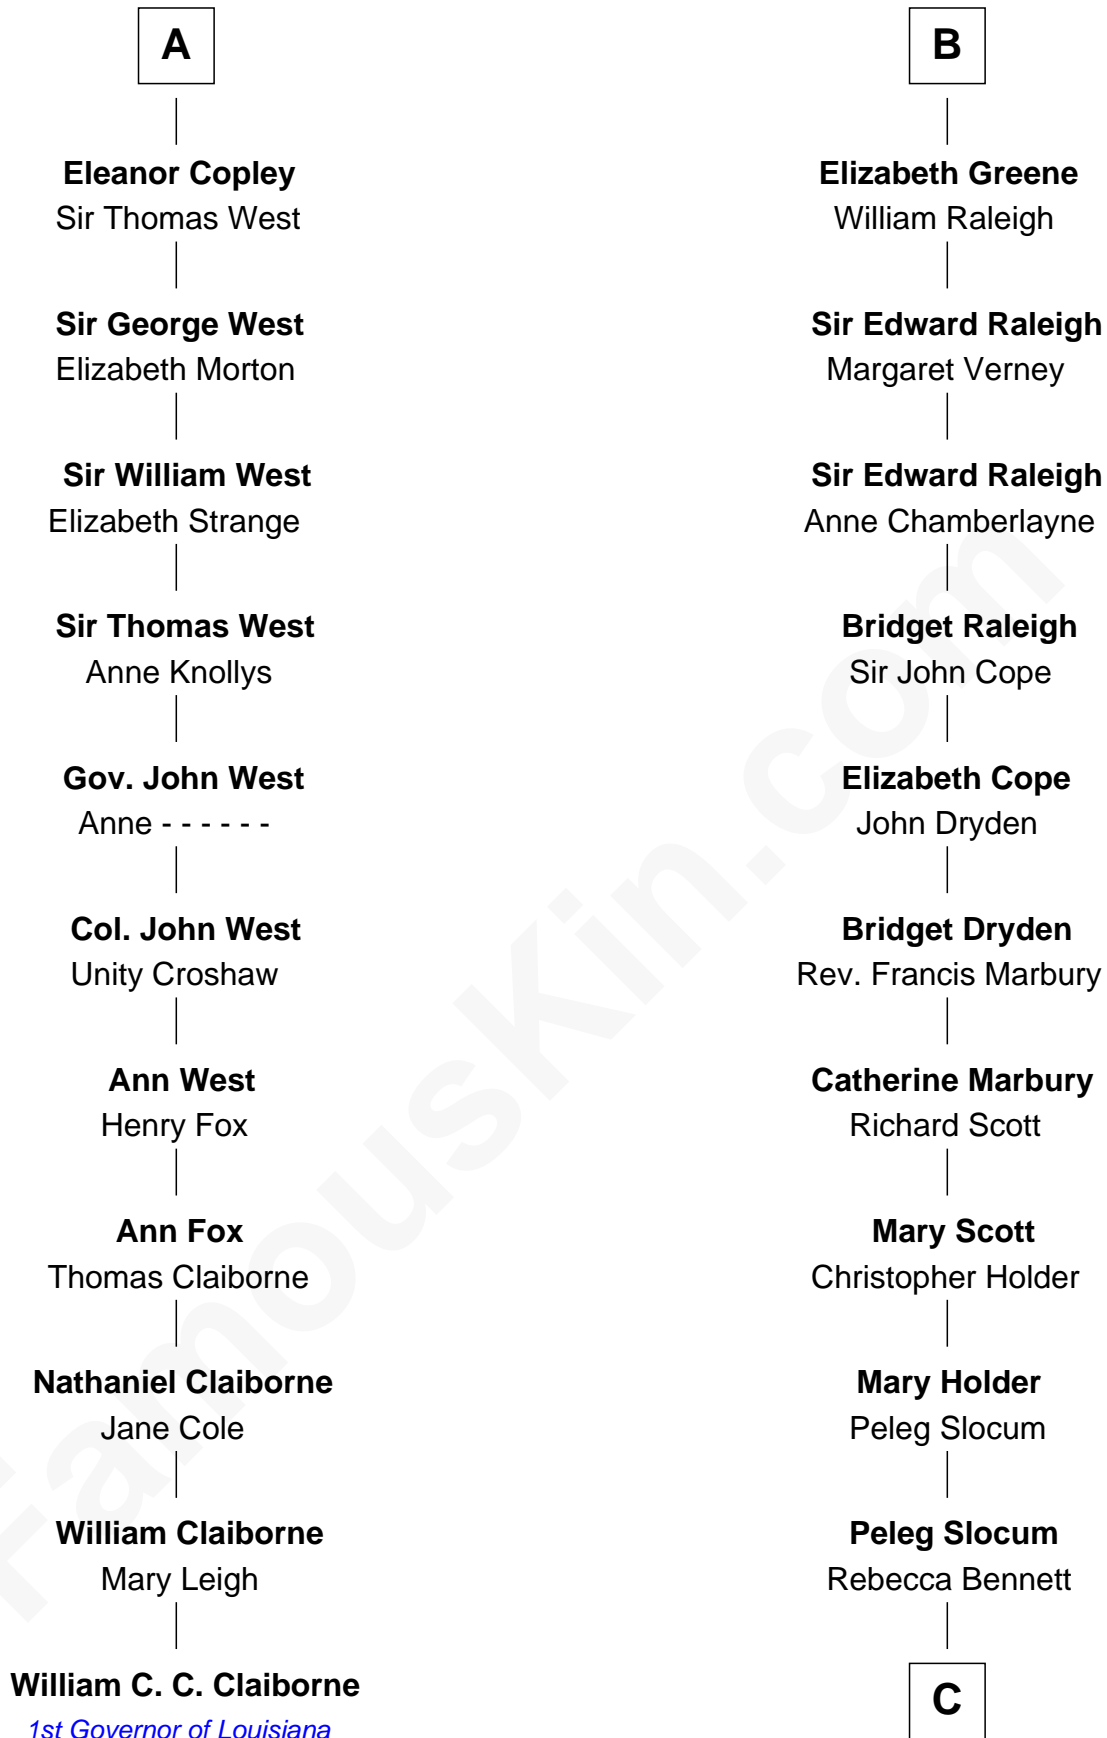 A
Eleanor Copley
Sir Thomas West
Sir George West
Elizabeth Morton
Sir William West
Elizabeth Strange
Sir Thomas West
Anne Knollys
Gov. John West
Anne - - - - - -
Col. John West
Unity Croshaw
Ann West
Henry Fox
Ann Fox
Thomas Claiborne
Nathaniel Claiborne
Jane Cole
William Claiborne
Mary Leigh
William C. C. Claiborne
1st Governor of Louisiana
B
Elizabeth Greene
William Raleigh
Sir Edward Raleigh
Margaret Verney
Sir Edward Raleigh
Anne Chamberlayne
Bridget Raleigh
Sir John Cope
Elizabeth Cope
John Dryden
Bridget Dryden
Rev. Francis Marbury
Catherine Marbury
Richard Scott
Mary Scott
Christopher Holder
Mary Holder
Peleg Slocum
Peleg Slocum
Rebecca Bennett
C
FamousKin.com